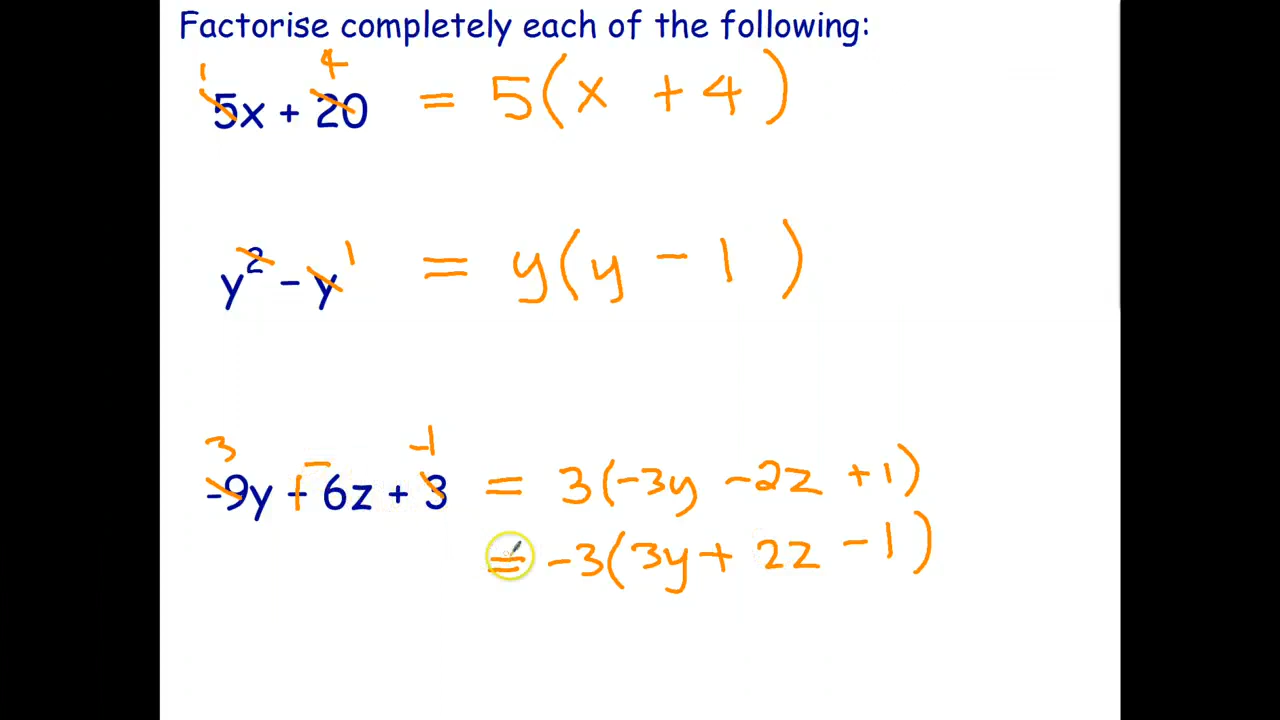 Factorise completely each of the following:
1 4
5x + 20 = 5(x + 4)
1
y² - y = y(y - 1)
3 - -1
-9y + 6z + 3 = 3(-3y -2z +1)
= -3(3y + 2z - 1)